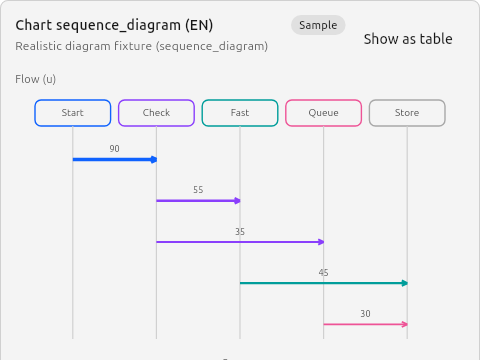 Chart sequence_diagram (EN)
Sample
Show as table
Realistic diagram fixture (sequence_diagram)
Flow (u)
Start
Check
Fast
Queue
Store
90
55
35
45
30